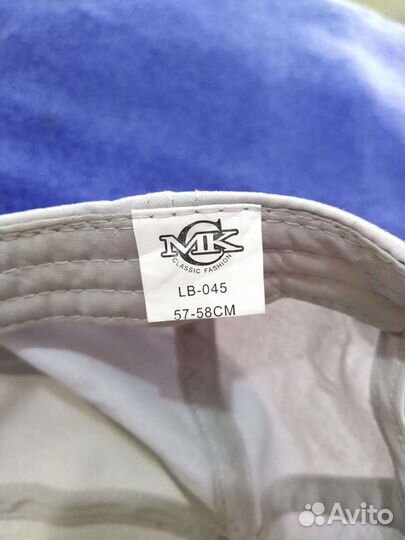 MK
CLASSIC FASHION
LB-045
57-58CM
Avito